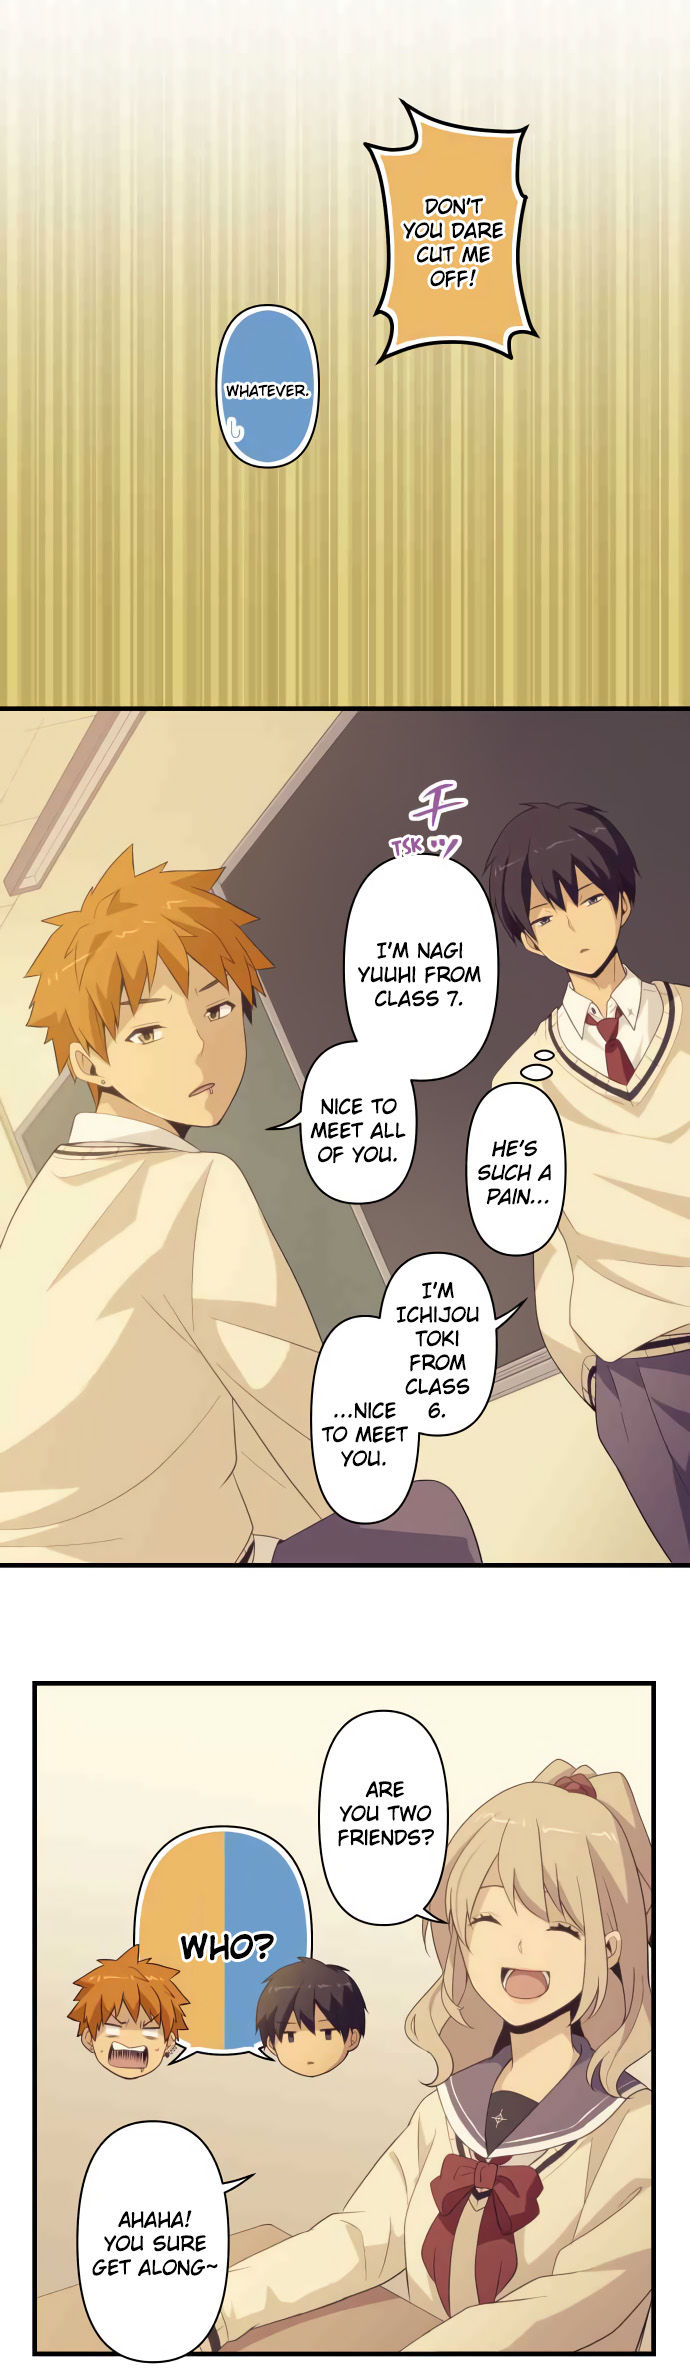 DON'T
YOU DARE
CUT ME
OFF!
WHATEVER.
チッ
TSK
I'M NAGI
YUUHI FROM
CLASS 7.
NICE TO
MEET ALL
OF YOU.
HE'S
SUCH A
PAIN...
I'M
ICHIJOU
TOKI
FROM
CLASS
6.
...NICE
TO MEET
YOU.
ARE
YOU TWO
FRIENDS?
WHO?
AHAHA!
YOU SURE
GET ALONG~